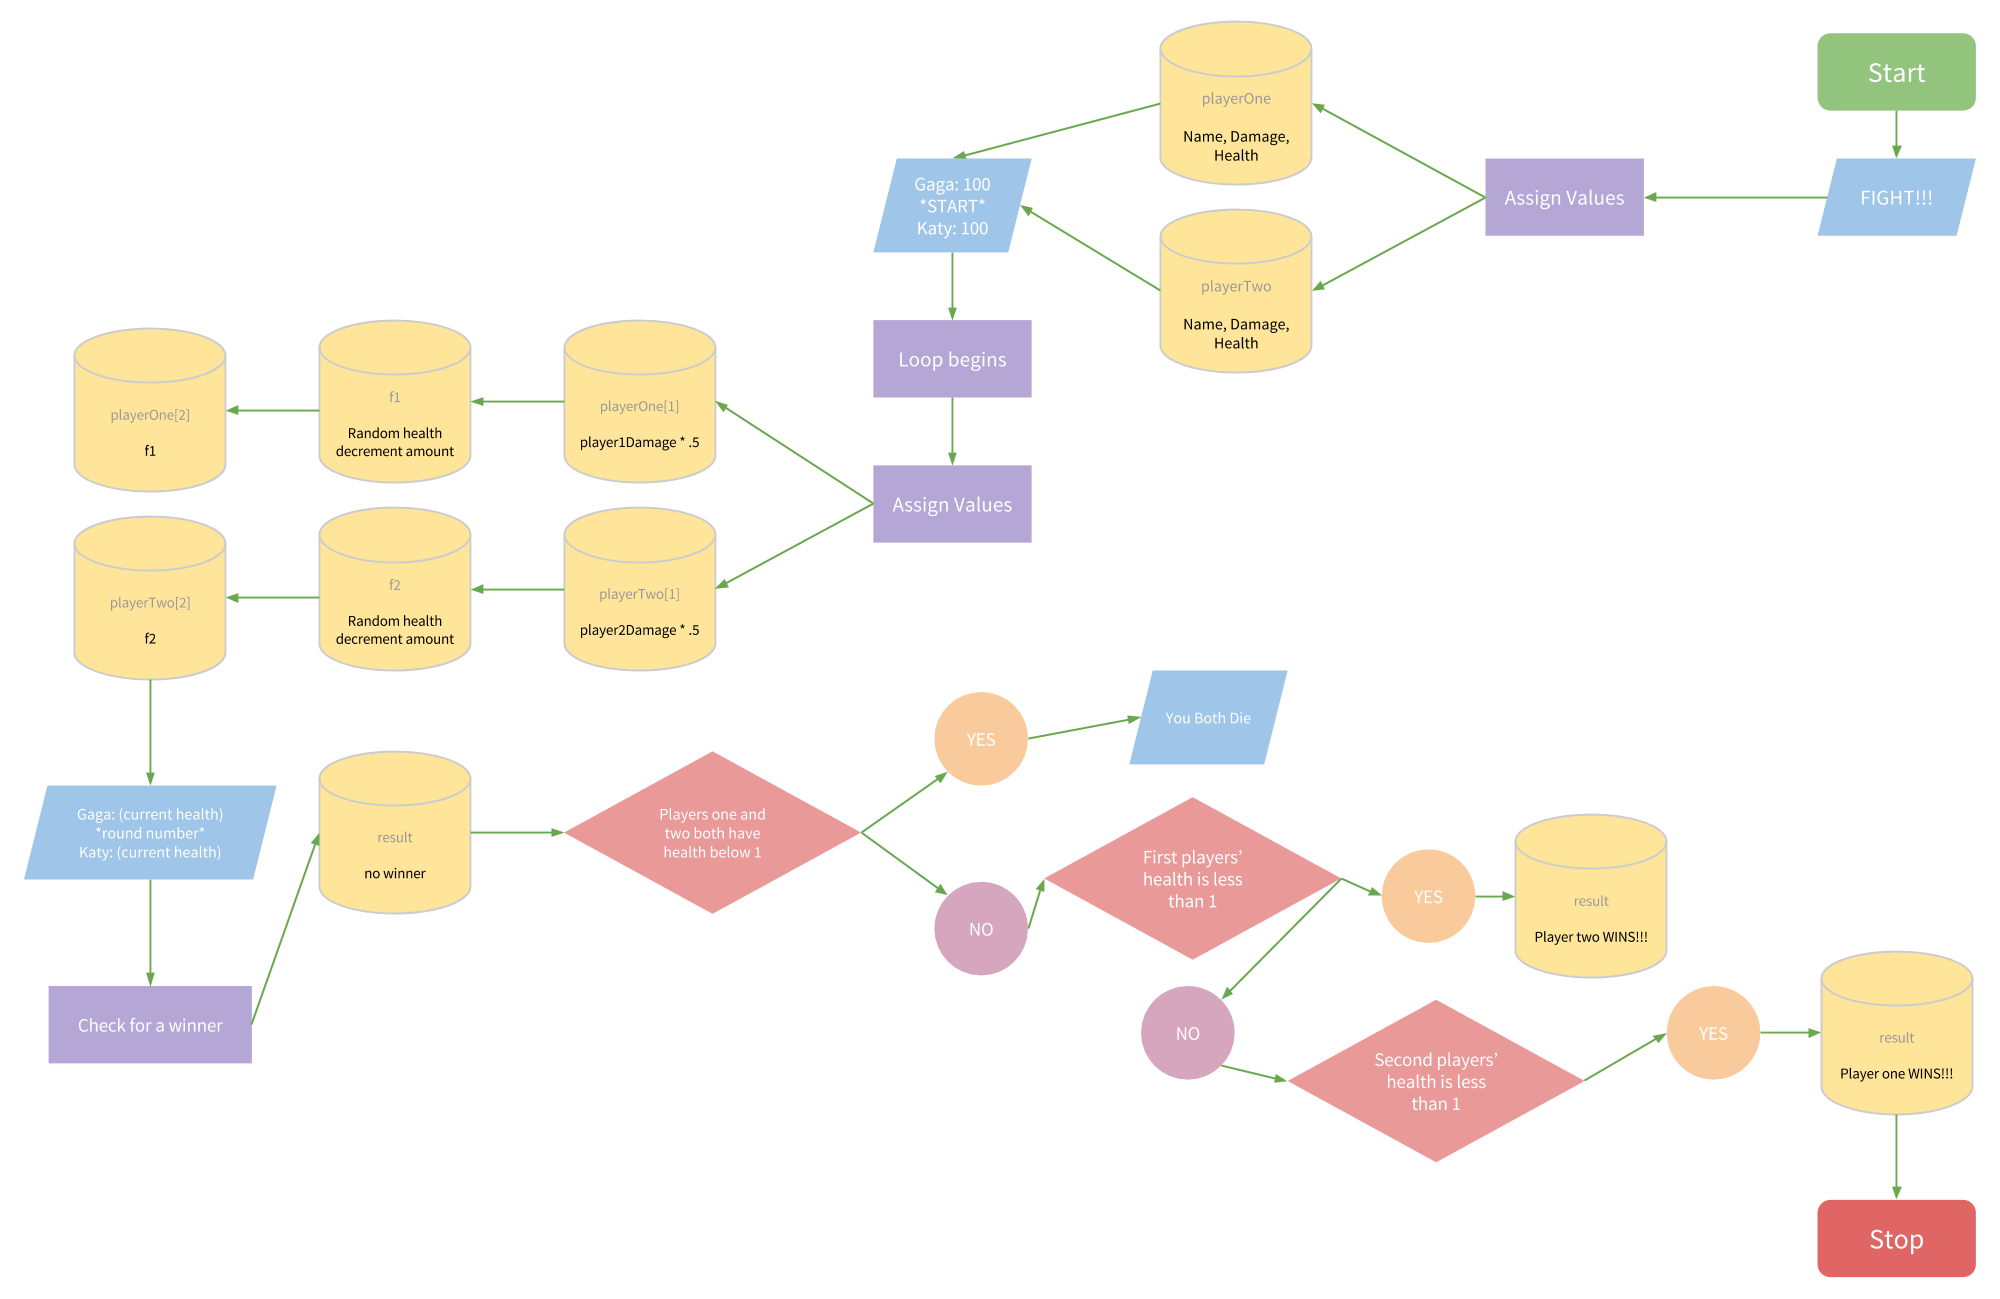 Start
FIGHT!!!
Assign Values
playerOne
Name, Damage,
Health
playerTwo
Name, Damage,
Health
Gaga: 100
*START*
Katy: 100
Loop begins
Assign Values
playerOne[1]
player1Damage * .5
f1
Random health
decrement amount
playerOne[2]
f1
playerTwo[1]
player2Damage * .5
f2
Random health
decrement amount
playerTwo[2]
f2
Gaga: (current health)
*round number*
Katy: (current health)
Check for a winner
result
no winner
Players one and
two both have
health below 1
YES
You Both Die
NO
First players’
health is less
than 1
YES
result
Player two WINS!!!
NO
Second players’
health is less
than 1
YES
result
Player one WINS!!!
Stop